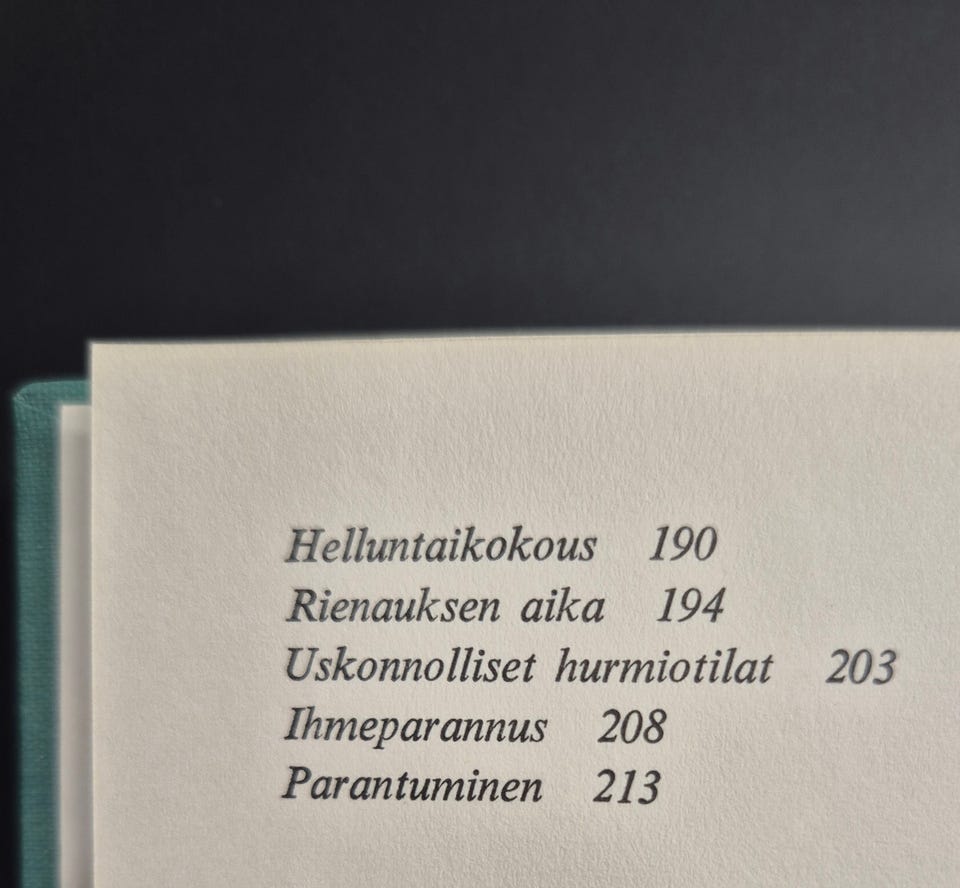 Helluntaikokous 190
Rienauksen aika 194
Uskonnolliset hurmiotilat 203
Ihmeparannus 208
Parantuminen 213